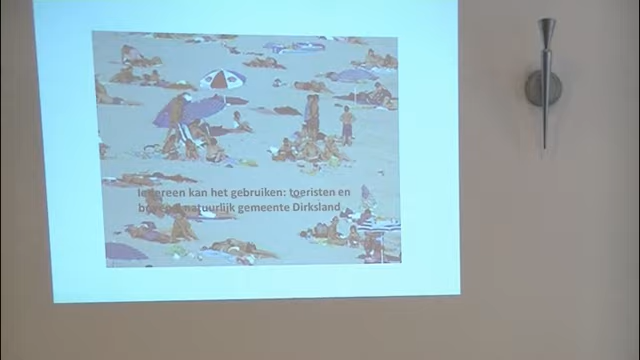 Iedereen kan het gebruiken: toeristen en
natuurlijk gemeente Dirksland